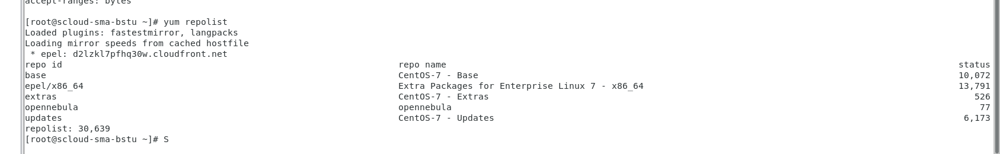 accept-ranges: bytes
[root@scloud-sma-bstu ~]# yum repolist
Loaded plugins: fastestmirror, langpacks
Loading mirror speeds from cached hostfile
 * epel: d2lzkl7pfhq30w.cloudfront.net
repo id repo name status
base CentOS-7 - Base 10,072
epel/x86_64 Extra Packages for Enterprise Linux 7 - x86_64 13,791
extras CentOS-7 - Extras 526
opennebula opennebula 77
updates CentOS-7 - Updates 6,173
repolist: 30,639
[root@scloud-sma-bstu ~]# S